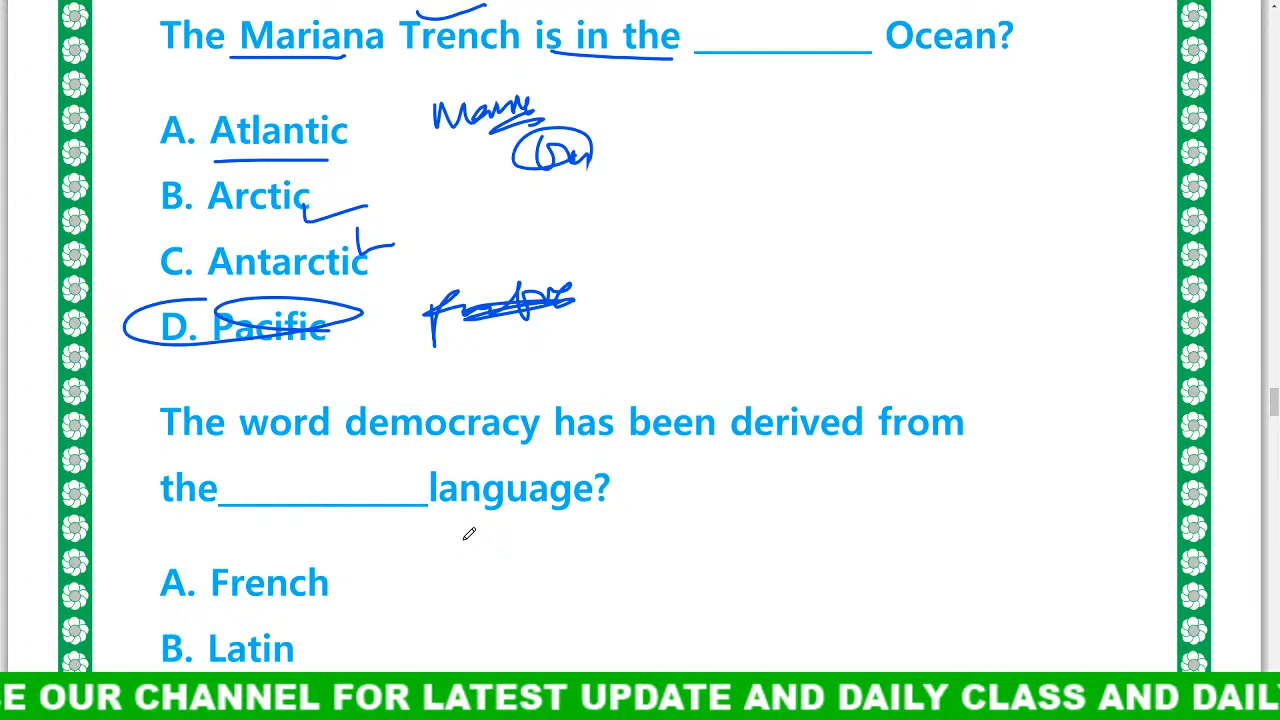 The Mariana Trench is in the __________ Ocean?
A. Atlantic
B. Arctic
C. Antarctic
D. Pacific
The word democracy has been derived from
the____________language?
A. French
B. Latin
E OUR CHANNEL FOR LATEST UPDATE AND DAILY CLASS AND DAIL